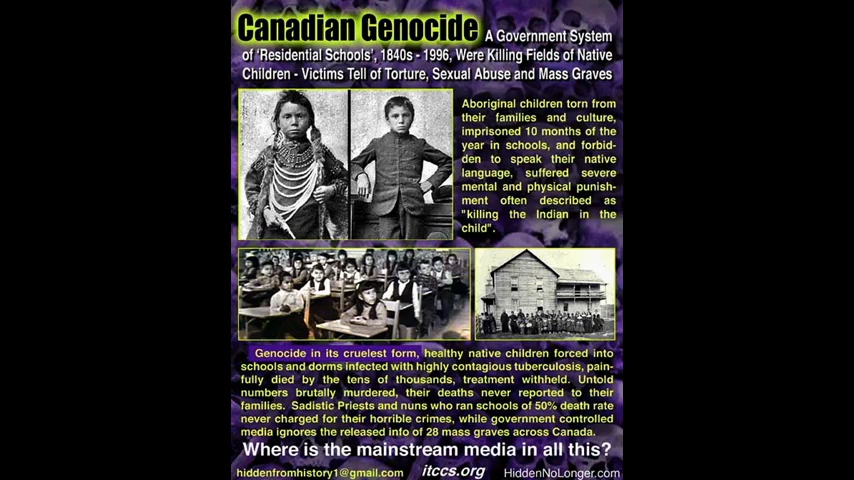 Canadian Genocide A Government System
of 'Residential Schools', 1840s - 1996, Were Killing Fields of Native
Children - Victims Tell of Torture, Sexual Abuse and Mass Graves
Aboriginal children torn from
their families and culture,
imprisoned 10 months of the
year in schools, and forbid-
den to speak their native
language, suffered severe
mental and physical punish-
ment often described as
"killing the Indian in the
child".
Genocide in its cruelest form, healthy native children forced into
schools and dorms infected with highly contagious tuberculosis, pain-
fully died by the tens of thousands, treatment withheld. Untold
numbers brutally murdered, their deaths never reported to their
families. Sadistic Priests and nuns who ran schools of 50% death rate
never charged for their horrible crimes, while government controlled
media ignores the released info of 28 mass graves across Canada.
Where is the mainstream media in all this?
hiddenfromhistory1@gmail.com itccs.org HiddenNoLonger.com